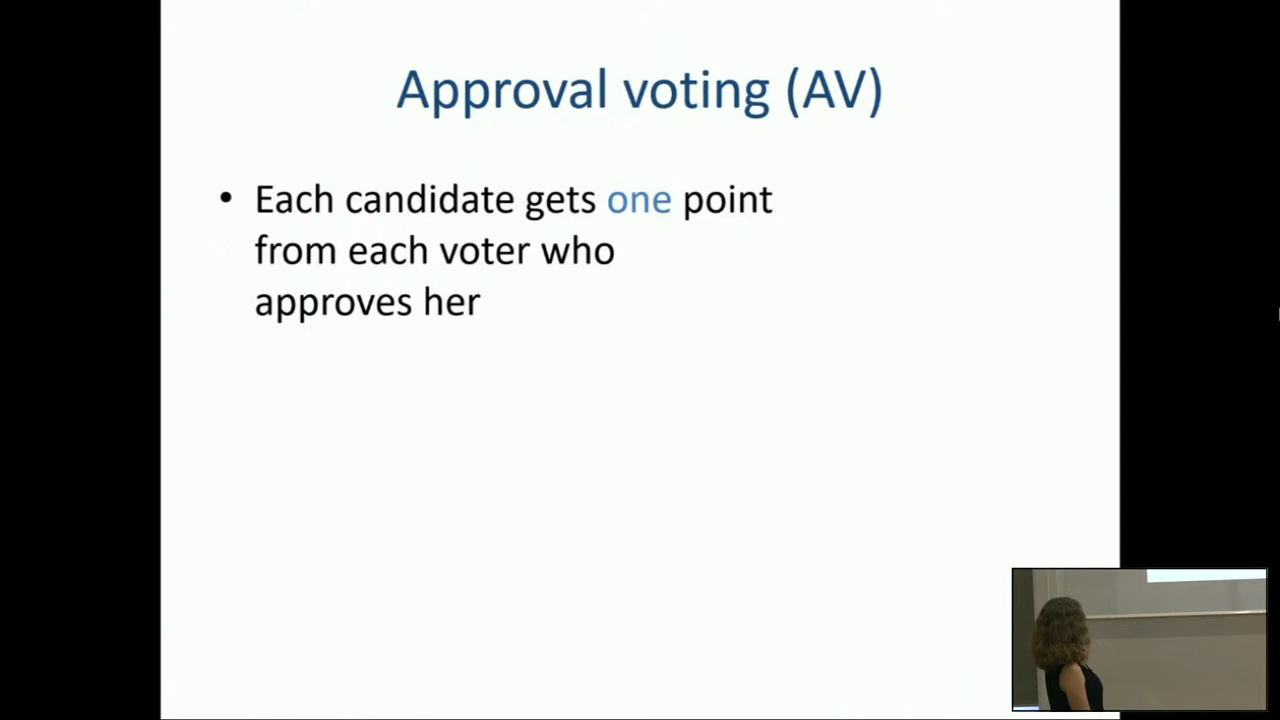 Approval voting (AV)
• Each candidate gets one point
from each voter who
approves her